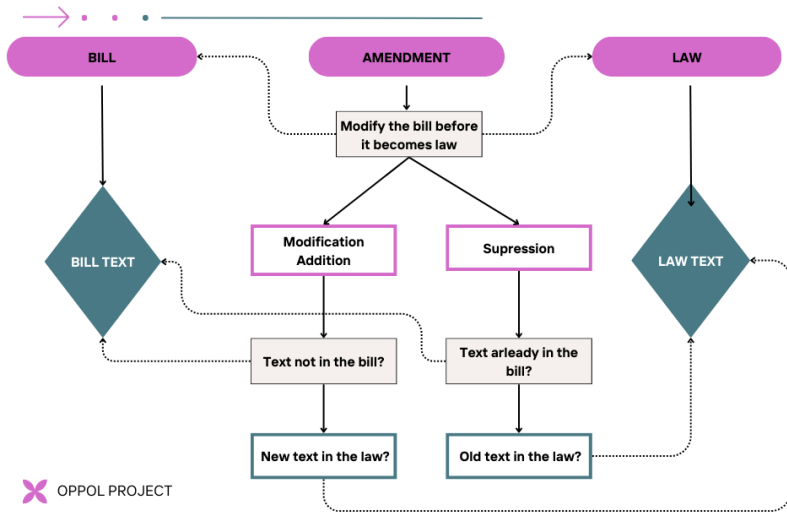 BILL
AMENDMENT
LAW
Modify the bill before
it becomes law
Modification
Addition
Supression
BILL TEXT
LAW TEXT
Text not in the bill?
Text arleady in the
bill?
New text in the law?
Old text in the law?
OPPOL PROJECT